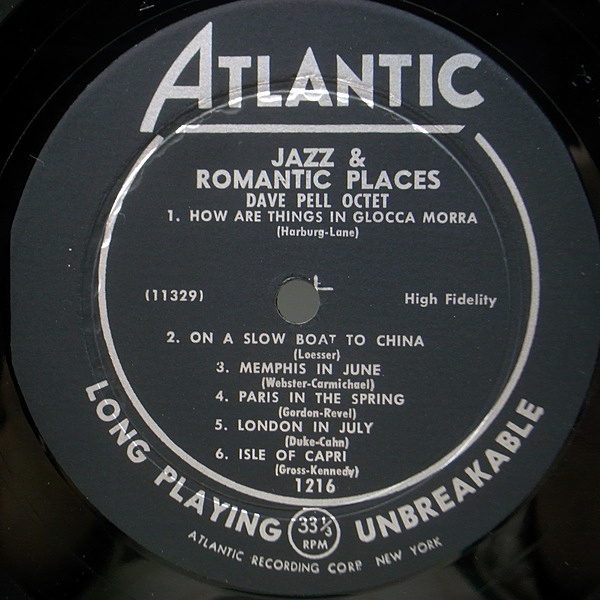 ATLANTIC
JAZZ &
ROMANTIC PLACES
DAVE PELL OCTET
1. HOW ARE THINGS IN GLOCCA MORRA
(Harburg-Lane)
(11329)
High Fidelity
2. ON A SLOW BOAT TO CHINA
(Loesser)
3. MEMPHIS IN JUNE
(Webster-Carmichael)
4. PARIS IN THE SPRING
(Gordon-Revel)
5. LONDON IN JULY
(Duke-Cahn)
6. ISLE OF CAPRI
(Gross-Kennedy)
1216
LONG PLAYING 33⅓ RPM UNBREAKABLE
ATLANTIC RECORDING CORP. NEW YORK